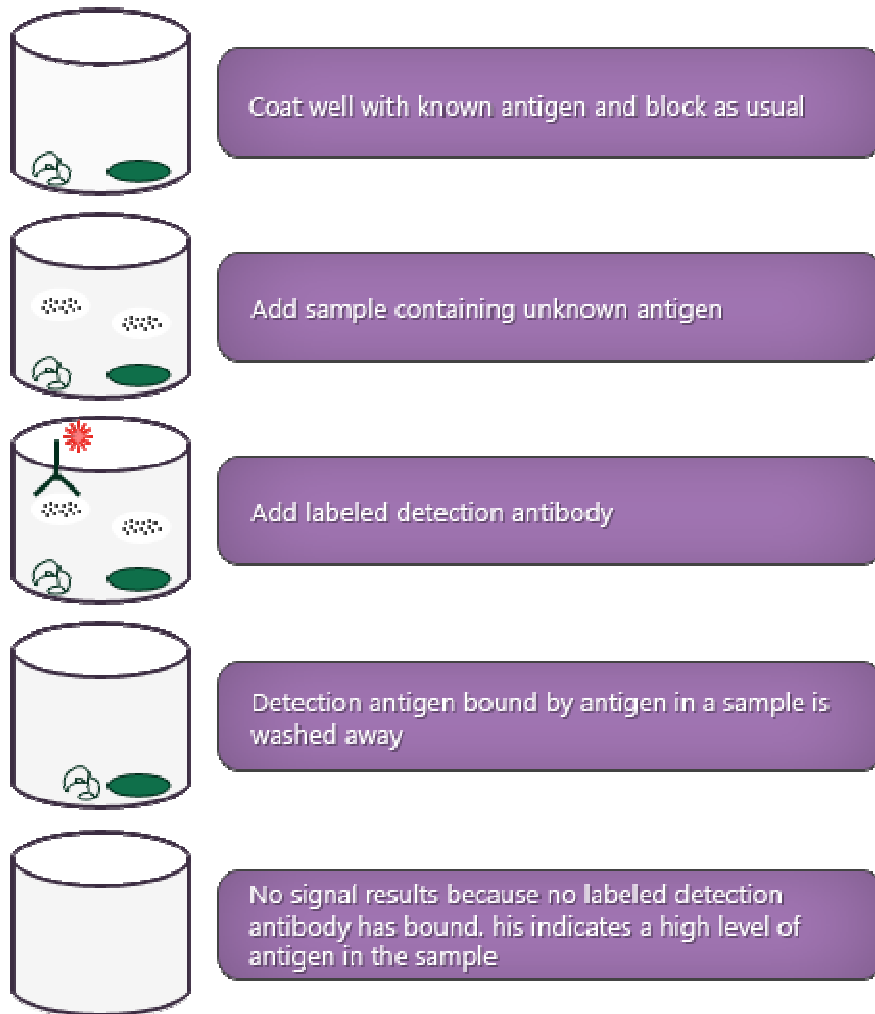 Coat well with known antigen and block as usual
Add sample containing unknown antigen
Add labeled detection antibody
Detection antigen bound by antigen in a sample is
washed away
No signal results because no labeled detection
antibody has bound. his indicates a high level of
antigen in the sample